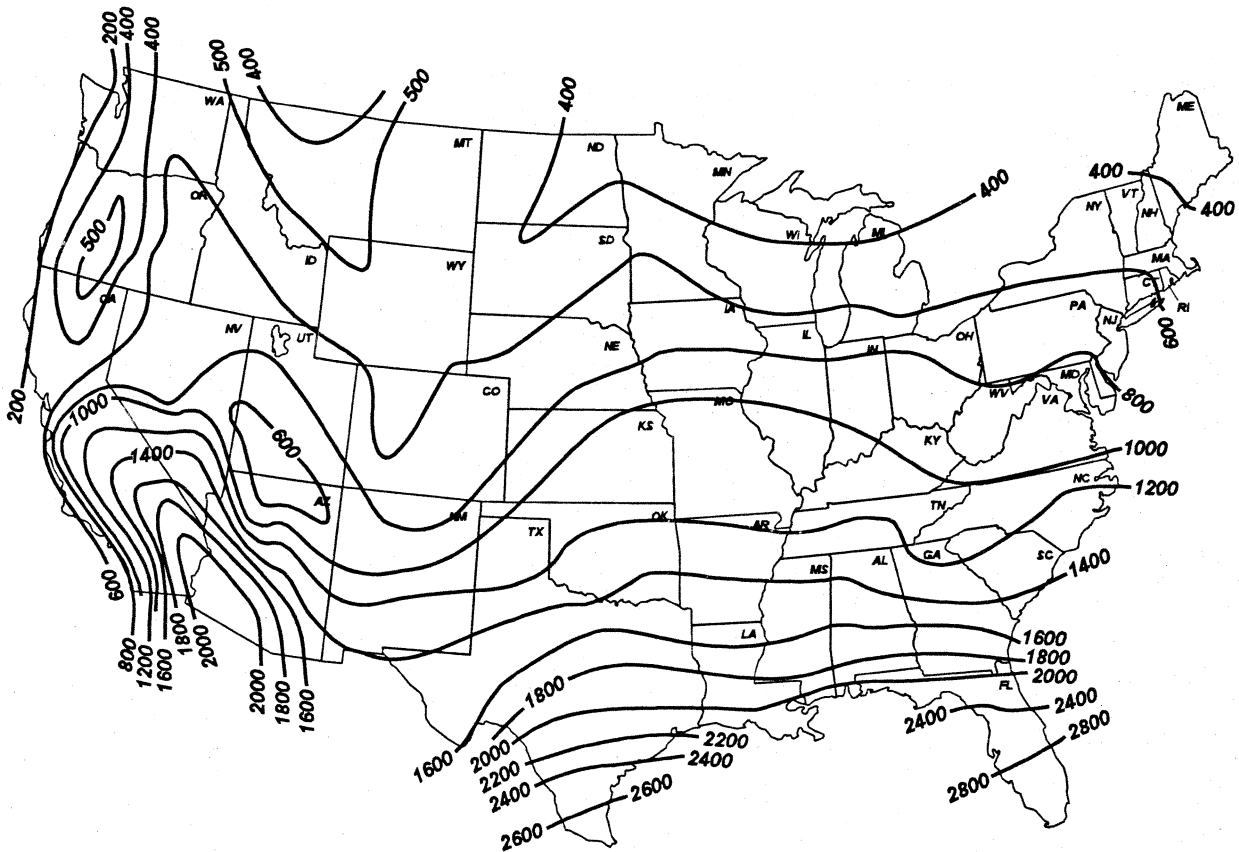 200
400
400
500
400
500
400
400
400
400
500
200
1000
1400
600
600
800
1200
1600
1800
2000
2000
1800
1600
1600
1800
2000
2200
2400
2600
2200
2400
2600
600
800
1000
1200
1400
1600
1800
2000
2400
2400
2800
2800
WA
MT
ND
MN
ME
OR
ID
WY
SD
WI
MI
NY
VT
NH
MA
RI
CA
NV
UT
NE
IA
IL
IN
OH
PA
NJ
CO
KS
MO
KY
WV
VA
MD
AZ
NM
TX
OK
AR
TN
NC
MS
AL
GA
SC
LA
FL